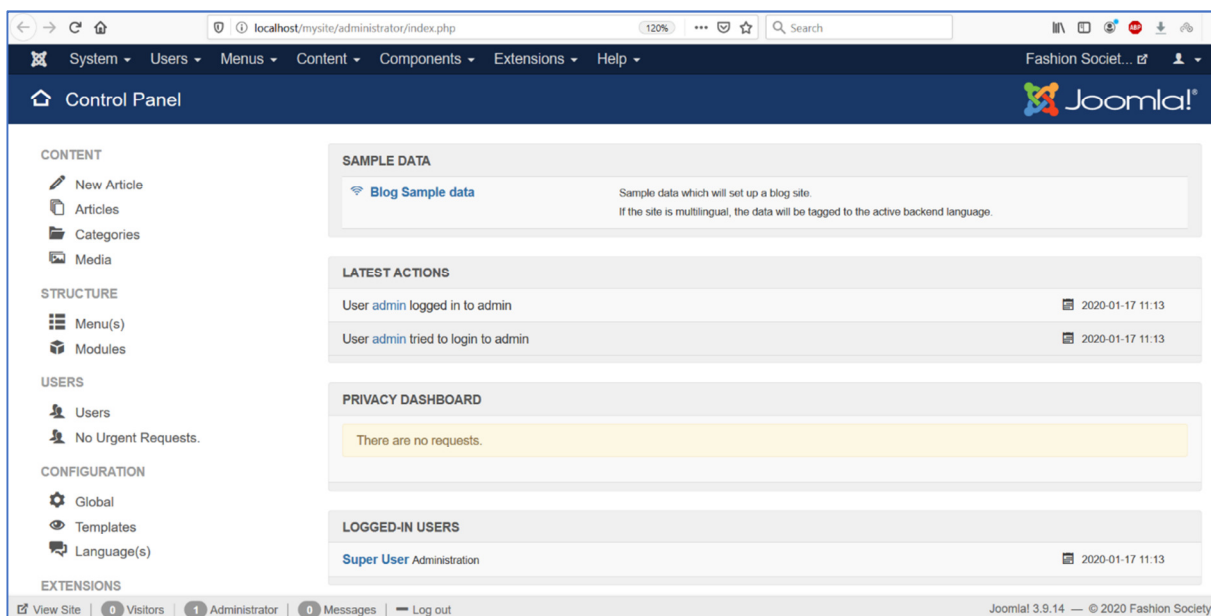 localhost/mysite/administrator/index.php 120% Search
System Users Menus Content Components Extensions Help Fashion Societ...
Control Panel Joomla!®
CONTENT
New Article
Articles
Categories
Media
STRUCTURE
Menu(s)
Modules
USERS
Users
No Urgent Requests.
CONFIGURATION
Global
Templates
Language(s)
EXTENSIONS
SAMPLE DATA
Blog Sample data Sample data which will set up a blog site.
If the site is multilingual, the data will be tagged to the active backend language.
LATEST ACTIONS
User admin logged in to admin 2020-01-17 11:13
User admin tried to login to admin 2020-01-17 11:13
PRIVACY DASHBOARD
There are no requests.
LOGGED-IN USERS
Super User Administration 2020-01-17 11:13
View Site | 0 Visitors | 1 Administrator | 0 Messages | Log out Joomla! 3.9.14 — © 2020 Fashion Society